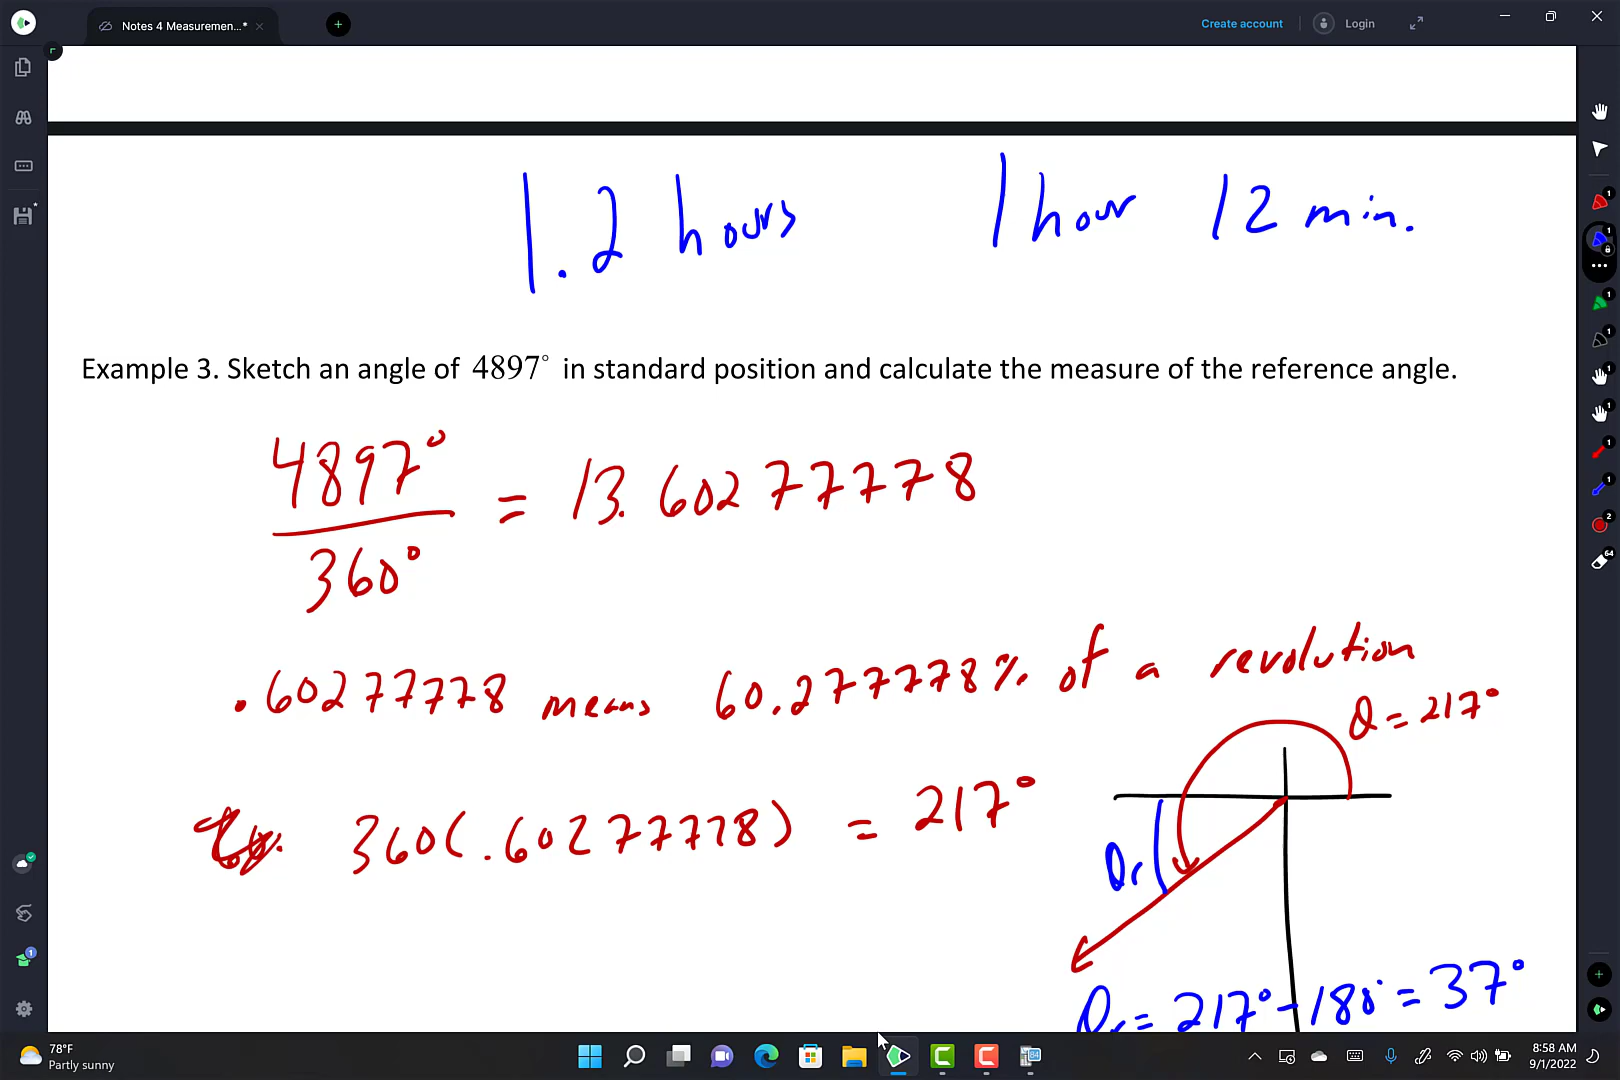 Notes 4 Measuremen...*
Create account
Login
1.2 hours 1 hour 12 min.
Example 3. Sketch an angle of 4897° in standard position and calculate the measure of the reference angle.
4897°
= 13.60277778
360°
.60277778 means 60.277778% of a revolution
θ = 217°
360(.60277778) = 217°
θr
θr = 217° - 180° = 37°
78°F
Partly sunny
8:58 AM
9/1/2022